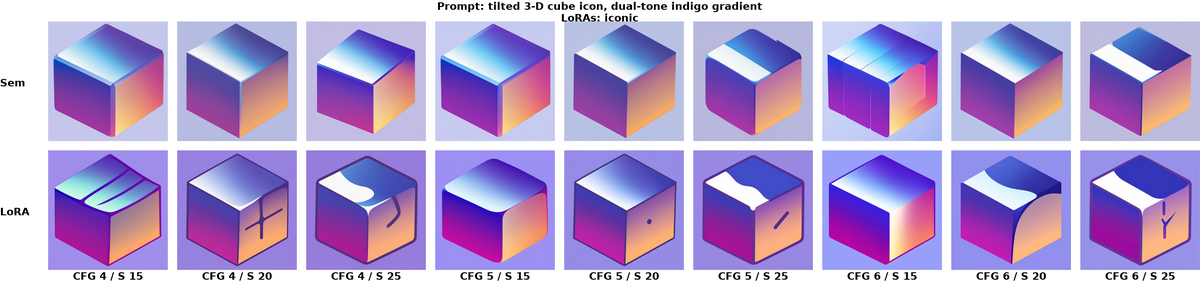 Prompt: tilted 3-D cube icon, dual-tone indigo gradient
LoRAs: iconic
Sem
LoRA
CFG 4 / S 15
CFG 4 / S 20
CFG 4 / S 25
CFG 5 / S 15
CFG 5 / S 20
CFG 5 / S 25
CFG 6 / S 15
CFG 6 / S 20
CFG 6 / S 25